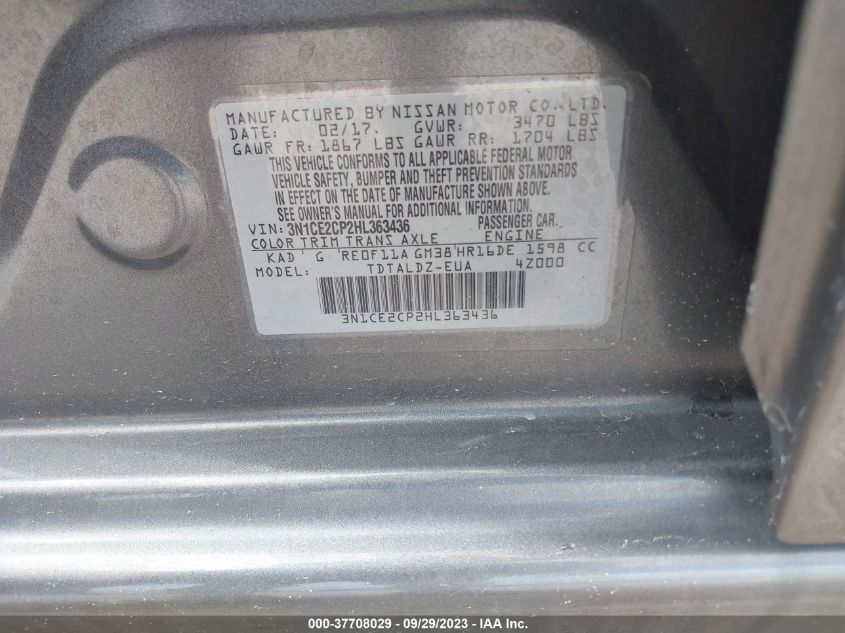 MANUFACTURED BY NISSAN MOTOR CO.,LTD.
DATE: 02/17. GVWR: 3470 LBS
GAWR FR: 1867 LBS GAWR RR: 1704 LBS
THIS VEHICLE CONFORMS TO ALL APPLICABLE FEDERAL MOTOR
VEHICLE SAFETY, BUMPER AND THEFT PREVENTION STANDARDS
IN EFFECT ON THE DATE OF MANUFACTURE SHOWN ABOVE.
SEE OWNER'S MANUAL FOR ADDITIONAL INFORMATION.
VIN: 3N1CE2CP2HL363436 PASSENGER CAR.
COLOR TRIM TRANS AXLE ENGINE
KAD G RE0F11A GM38 HR16DE 1598 CC
MODEL: TDTALDZ-EUA 4Z000
3N1CE2CP2HL363436
000-37708029 - 09/29/2023 - IAA Inc.